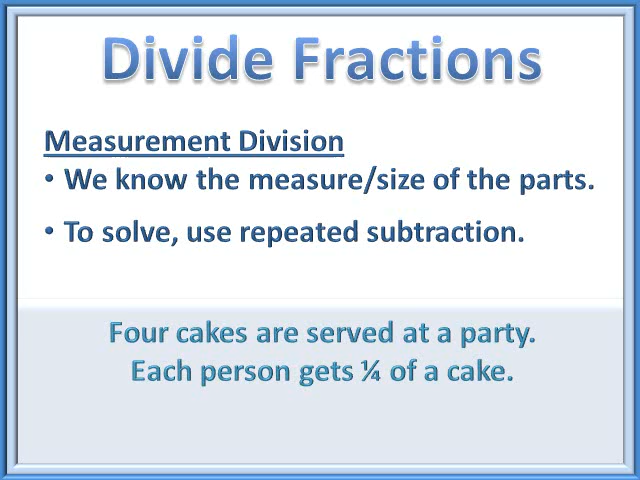 Divide Fractions
Measurement Division
• We know the measure/size of the parts.
• To solve, use repeated subtraction.
Four cakes are served at a party.
Each person gets ¼ of a cake.